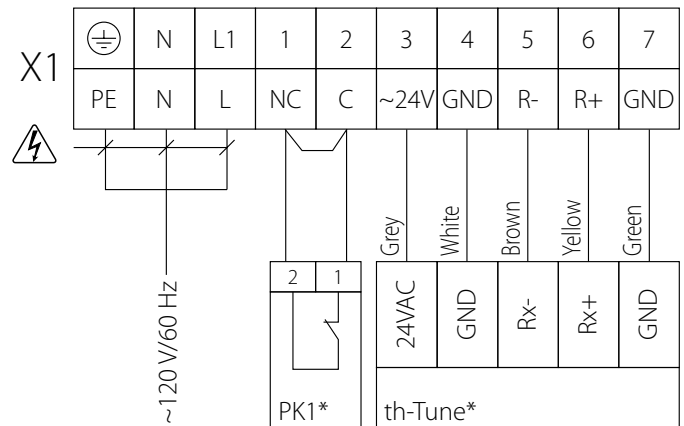 X1
N L1 1 2 3 4 5 6 7
PE N L NC C ~24V GND R- R+ GND
Grey White Brown Yellow Green
2 1
24VAC GND Rx- Rx+ GND
~120 V/60 Hz
PK1* th-Tune*